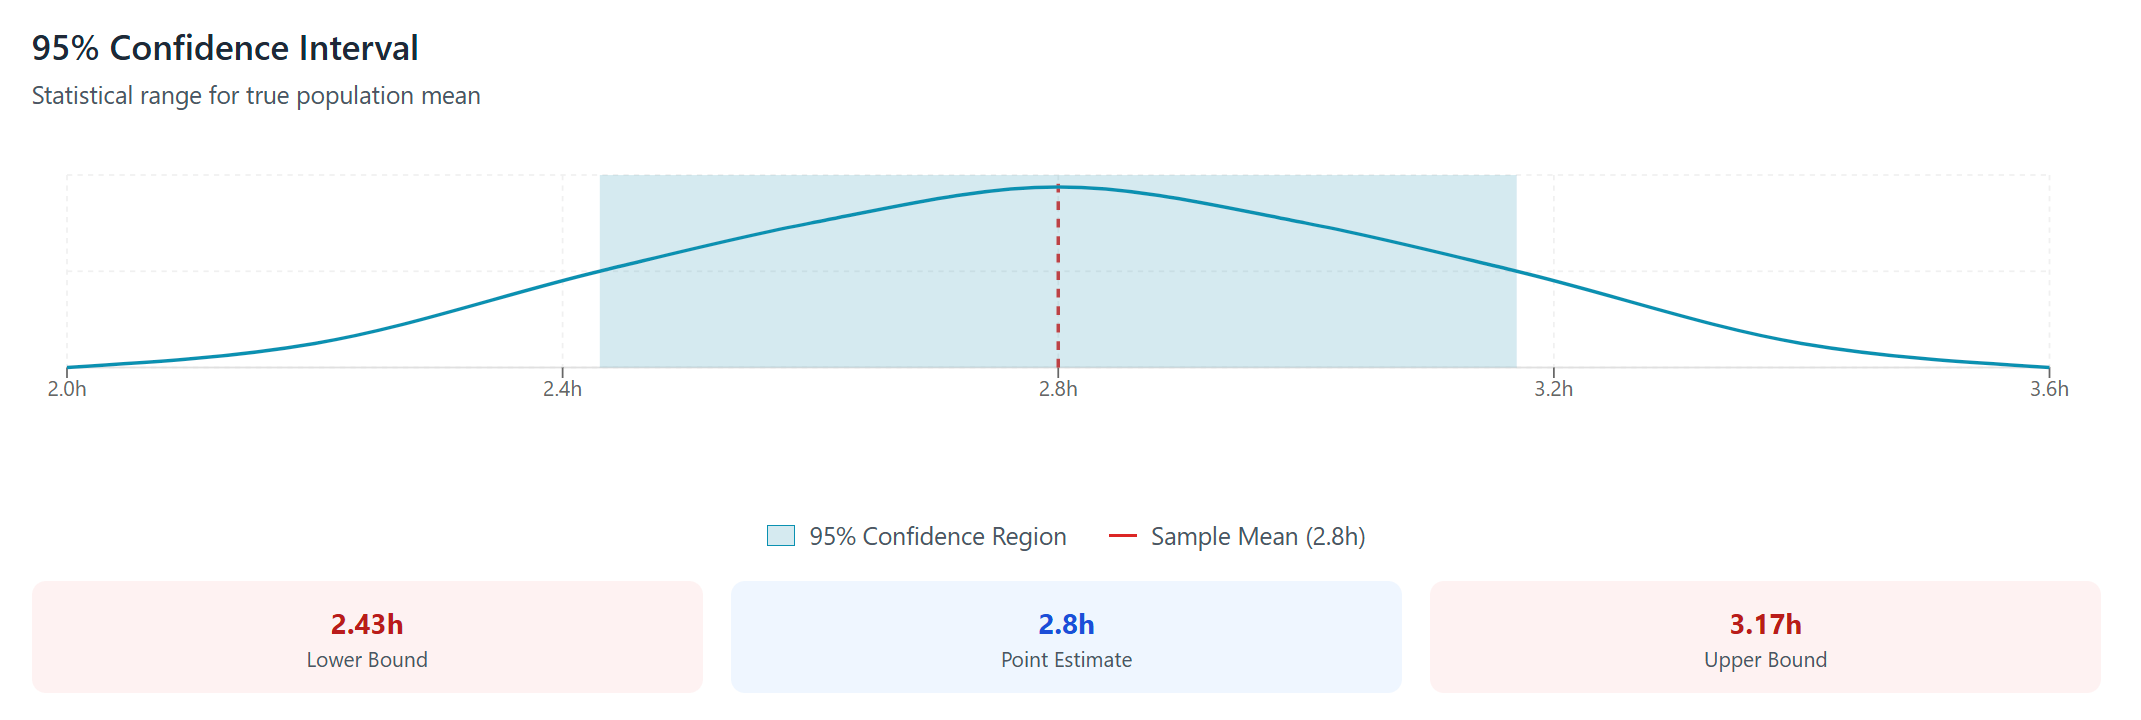 95% Confidence Interval
Statistical range for true population mean
2.0h 2.4h 2.8h 3.2h 3.6h
95% Confidence Region Sample Mean (2.8h)
2.43h 2.8h 3.17h
Lower Bound Point Estimate Upper Bound